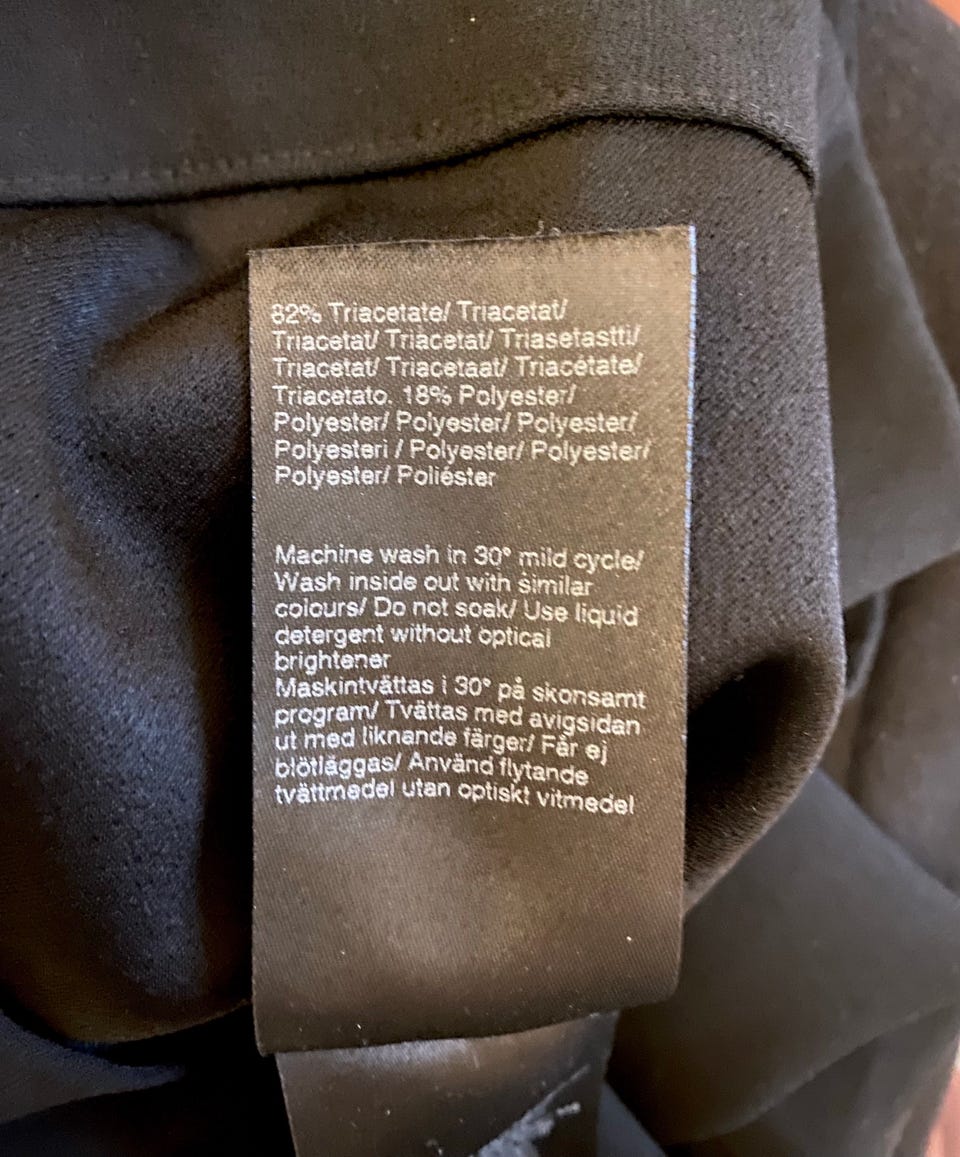 82% Triacetate/ Triacetat/
Triacetat/ Triacetat/ Triasetastti/
Triacetat/ Triacetaat/ Triacétate/
Triacetato. 18% Polyester/
Polyester/ Polyester/ Polyester/
Polyesteri / Polyester/ Polyester/
Polyester/ Poliéster
Machine wash in 30° mild cycle/
Wash inside out with similar
colours/ Do not soak/ Use liquid
detergent without optical
brightener
Maskintvättas i 30° på skonsamt
program/ Tvättas med avigsidan
ut med liknande färger/ Får ej
blötläggas/ Använd flytande
tvättmedel utan optiskt vitmedel